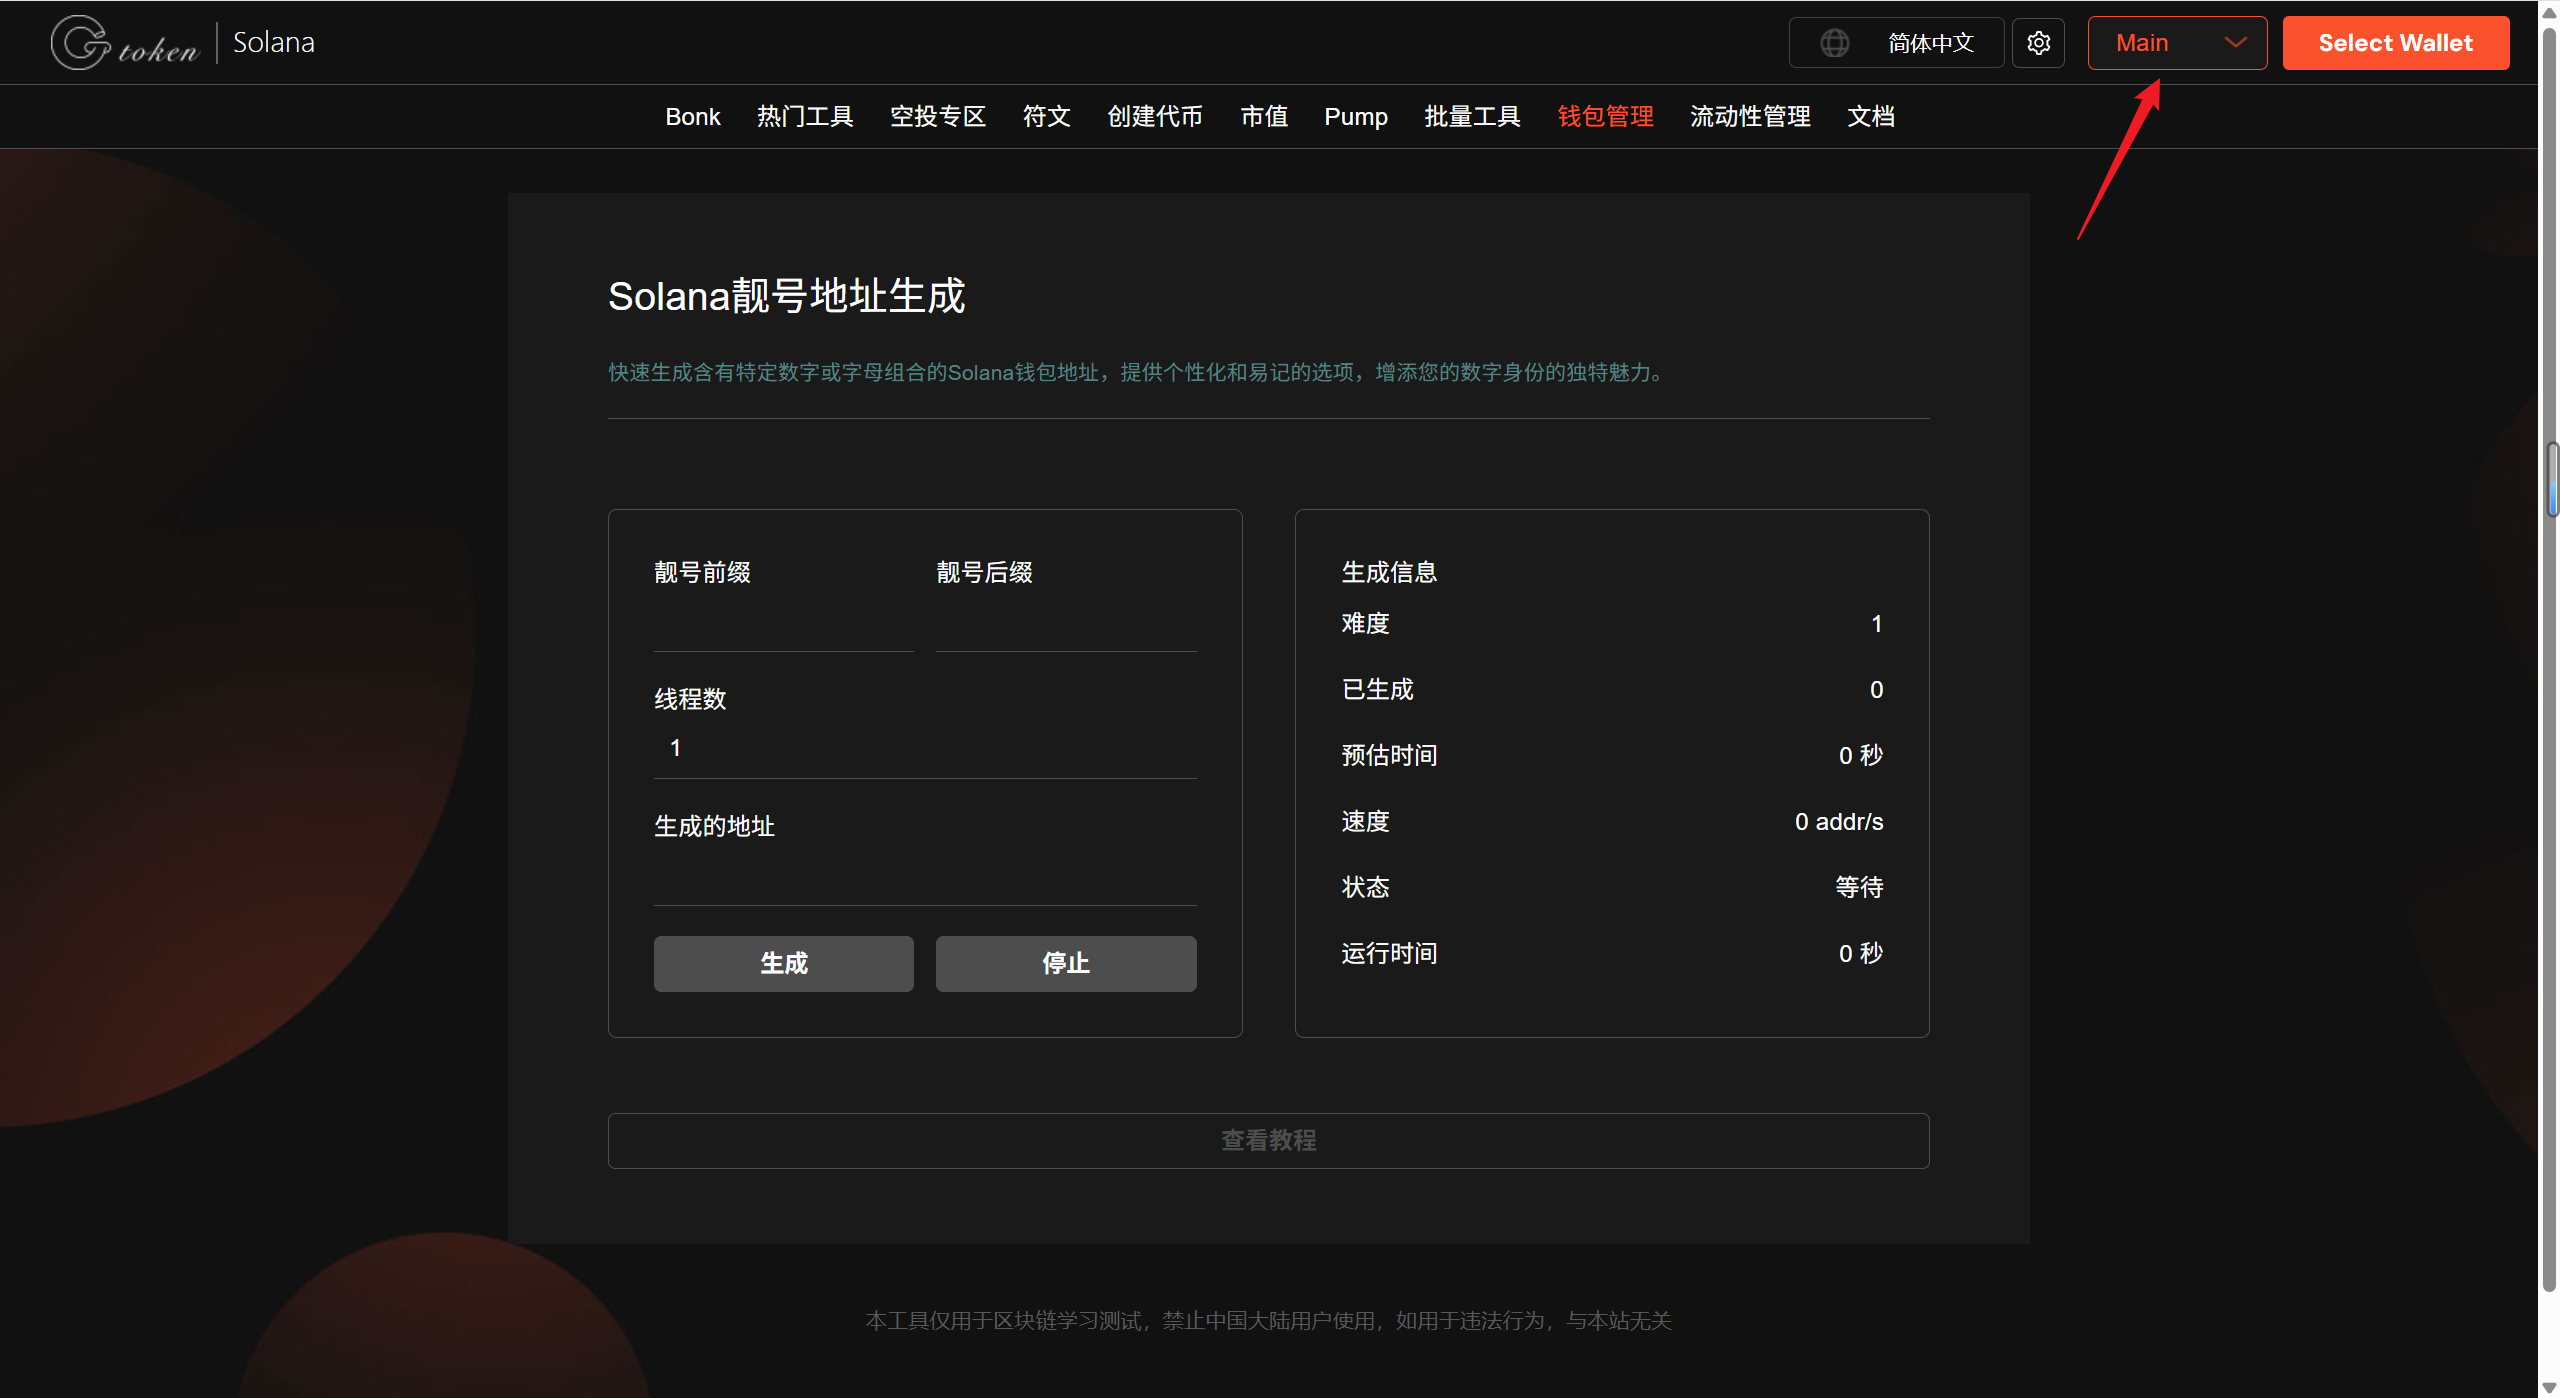 Gtoken
Solana
简体中文
Main
Select Wallet
Bonk 热门工具 空投专区 符文 创建代币 市值 Pump 批量工具 钱包管理 流动性管理 文档
Solana靓号地址生成
快速生成含有特定数字或字母组合的Solana钱包地址，提供个性化和易记的选项，增添您的数字身份的独特魅力。
靓号前缀 靓号后缀
线程数
1
生成的地址
生成 停止
生成信息
难度 1
已生成 0
预估时间 0 秒
速度 0 addr/s
状态 等待
运行时间 0 秒
查看教程
本工具仅用于区块链学习测试，禁止中国大陆用户使用，如用于违法行为，与本站无关